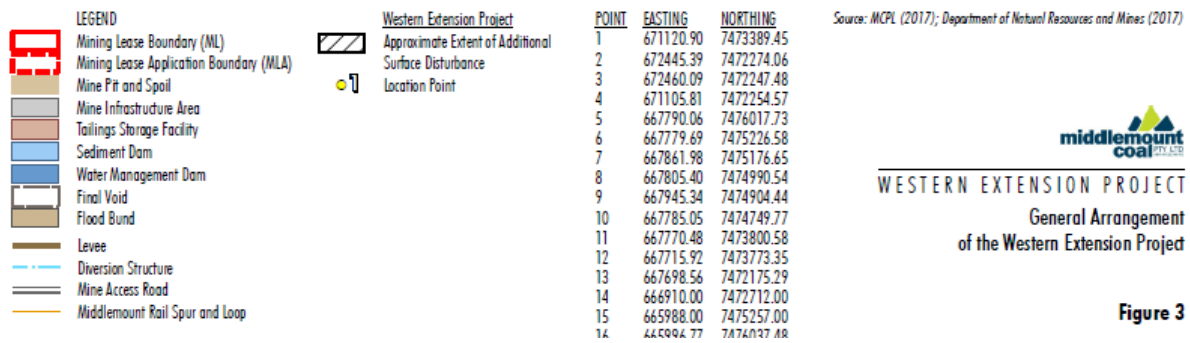 LEGEND
Mining Lease Boundary (ML)
Mining Lease Application Boundary (MLA)
Mine Pit and Spoil
Mine Infrastructure Area
Tailings Storage Facility
Sediment Dam
Water Management Dam
Final Void
Flood Bund
Levee
Diversion Structure
Mine Access Road
Middlemount Rail Spur and Loop
Western Extension Project
Approximate Extent of Additional
Surface Disturbance
1 Location Point
POINT EASTING NORTHING
1 671120.90 7473389.45
2 672445.39 7472274.06
3 672460.09 7472247.48
4 671105.81 7472254.57
5 667790.06 7476017.73
6 667779.69 7475226.58
7 667861.98 7475176.65
8 667805.40 7474990.54
9 667945.34 7474904.44
10 667785.05 7474749.77
11 667770.48 7473800.58
12 667715.92 7473773.35
13 667698.56 7472175.29
14 666910.00 7472712.00
15 665988.00 7475257.00
16 665996.77 7476037.48
Source: MCPL (2017); Department of Natural Resources and Mines (2017)
middlemount
coal PTY LTD
WESTERN EXTENSION PROJECT
General Arrangement
of the Western Extension Project
Figure 3